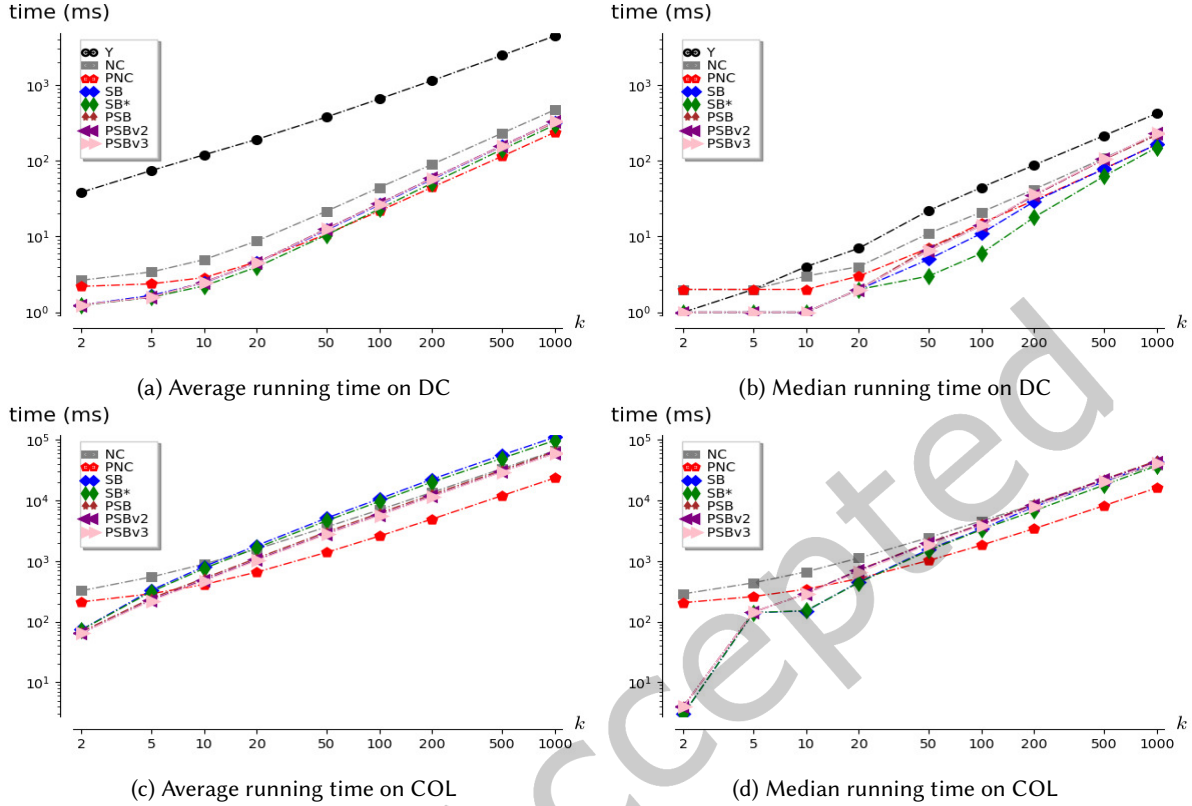 time (ms)
10³
10²
10¹
10⁰
Y
NC
PNC
SB
SB*
PSB
PSBv2
PSBv3
2 5 10 20 50 100 200 500 1000
k
(a) Average running time on DC
time (ms)
10³
10²
10¹
10⁰
Y
NC
PNC
SB
SB*
PSB
PSBv2
PSBv3
2 5 10 20 50 100 200 500 1000
k
(b) Median running time on DC
time (ms)
10⁵
10⁴
10³
10²
10¹
NC
PNC
SB
SB*
PSB
PSBv2
PSBv3
2 5 10 20 50 100 200 500 1000
k
(c) Average running time on COL
time (ms)
10⁵
10⁴
10³
10²
10¹
NC
PNC
SB
SB*
PSB
PSBv2
PSBv3
2 5 10 20 50 100 200 500 1000
k
(d) Median running time on COL
ccepted